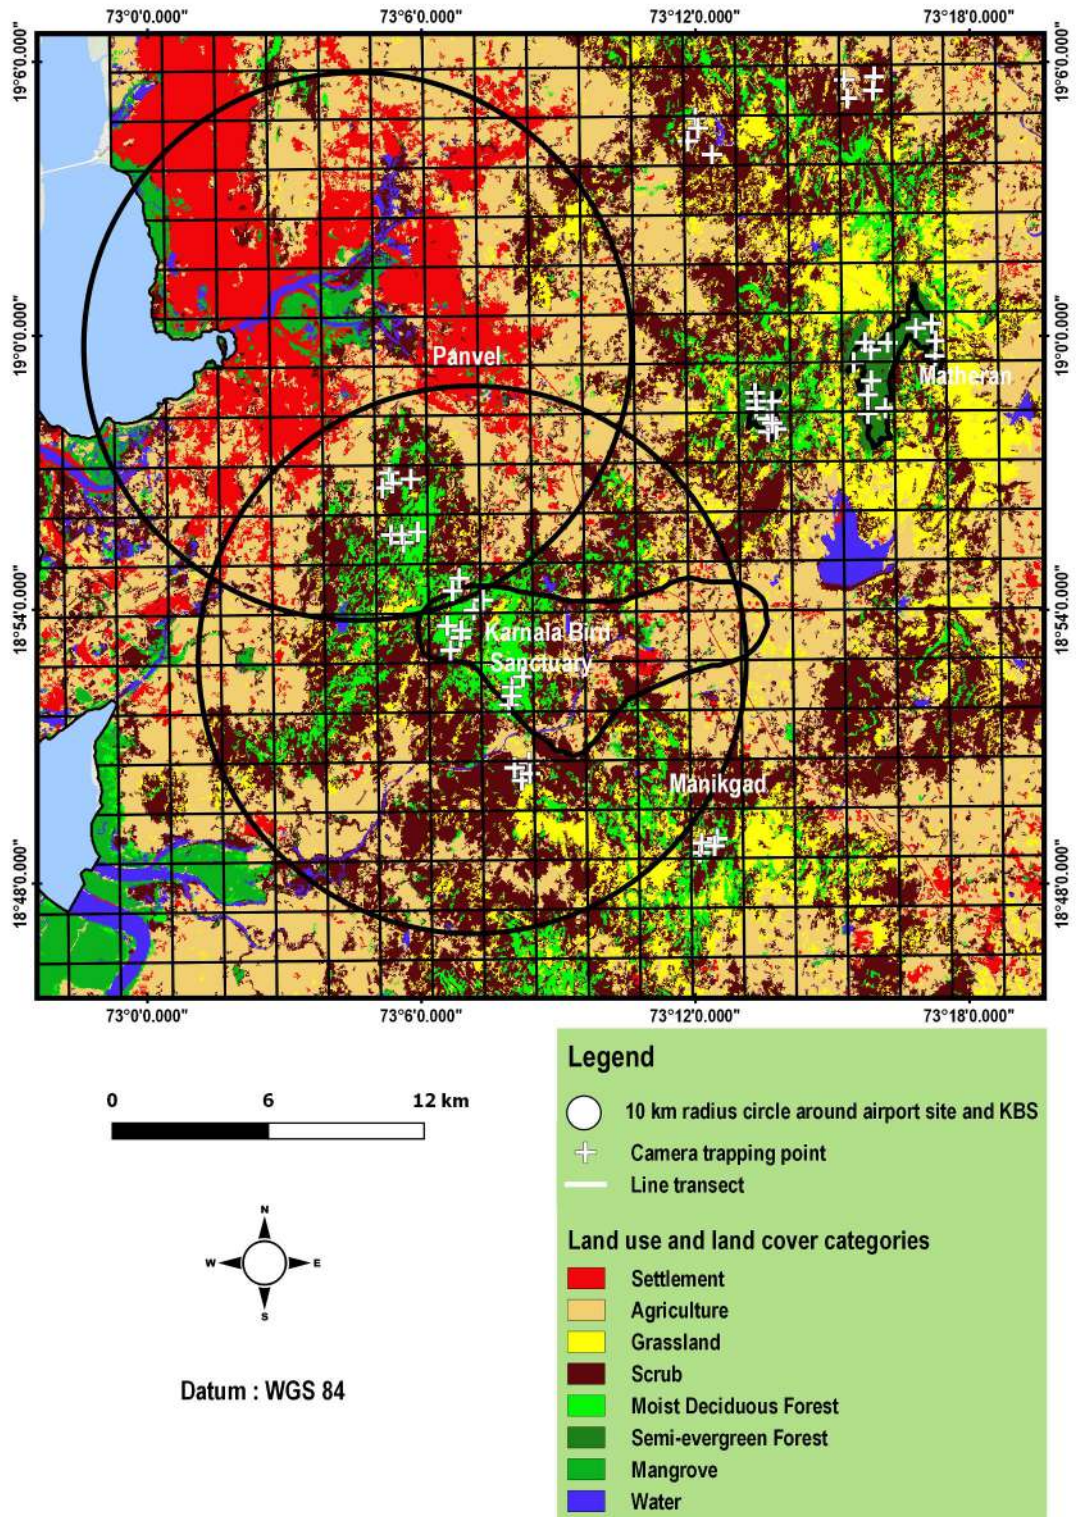 73°0'0.000" 73°6'0.000" 73°12'0.000" 73°18'0.000"
19°6'0.000" 19°6'0.000"
19°0'0.000" 19°0'0.000"
Panvel
Matheran
18°54'0.000" 18°54'0.000"
Karnala Bird
Sanctuary
Manikgad
18°48'0.000" 18°48'0.000"
73°0'0.000" 73°6'0.000" 73°12'0.000" 73°18'0.000"
0 6 12 km
N
W E
S
Datum : WGS 84
Legend
10 km radius circle around airport site and KBS
Camera trapping point
Line transect
Land use and land cover categories
Settlement
Agriculture
Grassland
Scrub
Moist Deciduous Forest
Semi-evergreen Forest
Mangrove
Water